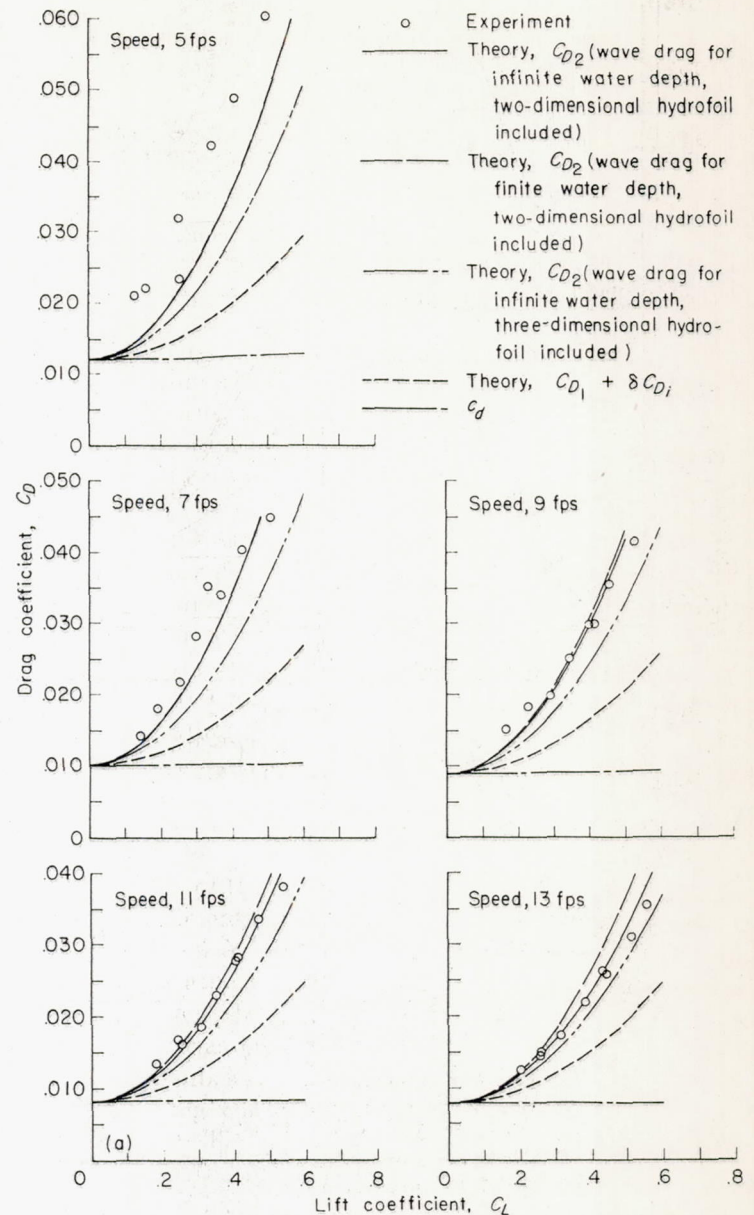 Speed, 5 fps
.060
.050
.040
.030
.020
.010
0
Experiment
Theory, C_D2 (wave drag for
infinite water depth,
two-dimensional hydrofoil
included)
Theory, C_D2 (wave drag for
finite water depth,
two-dimensional hydrofoil
included)
Theory, C_D2 (wave drag for
infinite water depth,
three-dimensional hydro-
foil included)
Theory, C_D1 + δC_Di
c_d
Drag coefficient, C_D
Speed, 7 fps
.050
.040
.030
.020
.010
0
Speed, 9 fps
Speed, 11 fps
.040
.030
.020
.010
(a)
0 .2 .4 .6 .8
Speed, 13 fps
0 .2 .4 .6 .8
Lift coefficient, C_L